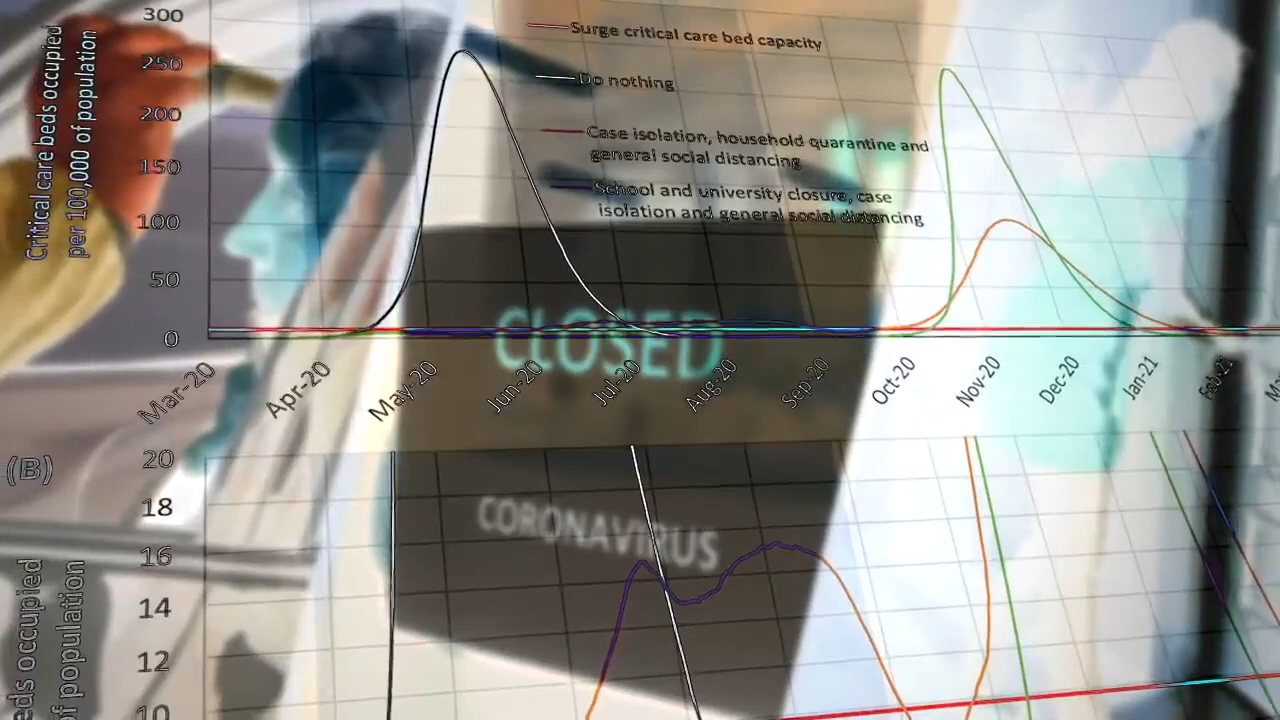 300
250
200
150
100
50
0
Critical care beds occupied
per 100,000 of population
Surge critical care bed capacity
Do nothing
Case isolation, household quarantine and
general social distancing
School and university closure, case
isolation and general social distancing
CLOSED
Mar-20
Apr-20
May-20
Jun-20
Jul-20
Aug-20
Sep-20
Oct-20
Nov-20
Dec-20
Jan-21
Feb-21
(B)
20
18
16
14
12
10
eds occupied
of population
CORONAVIRUS